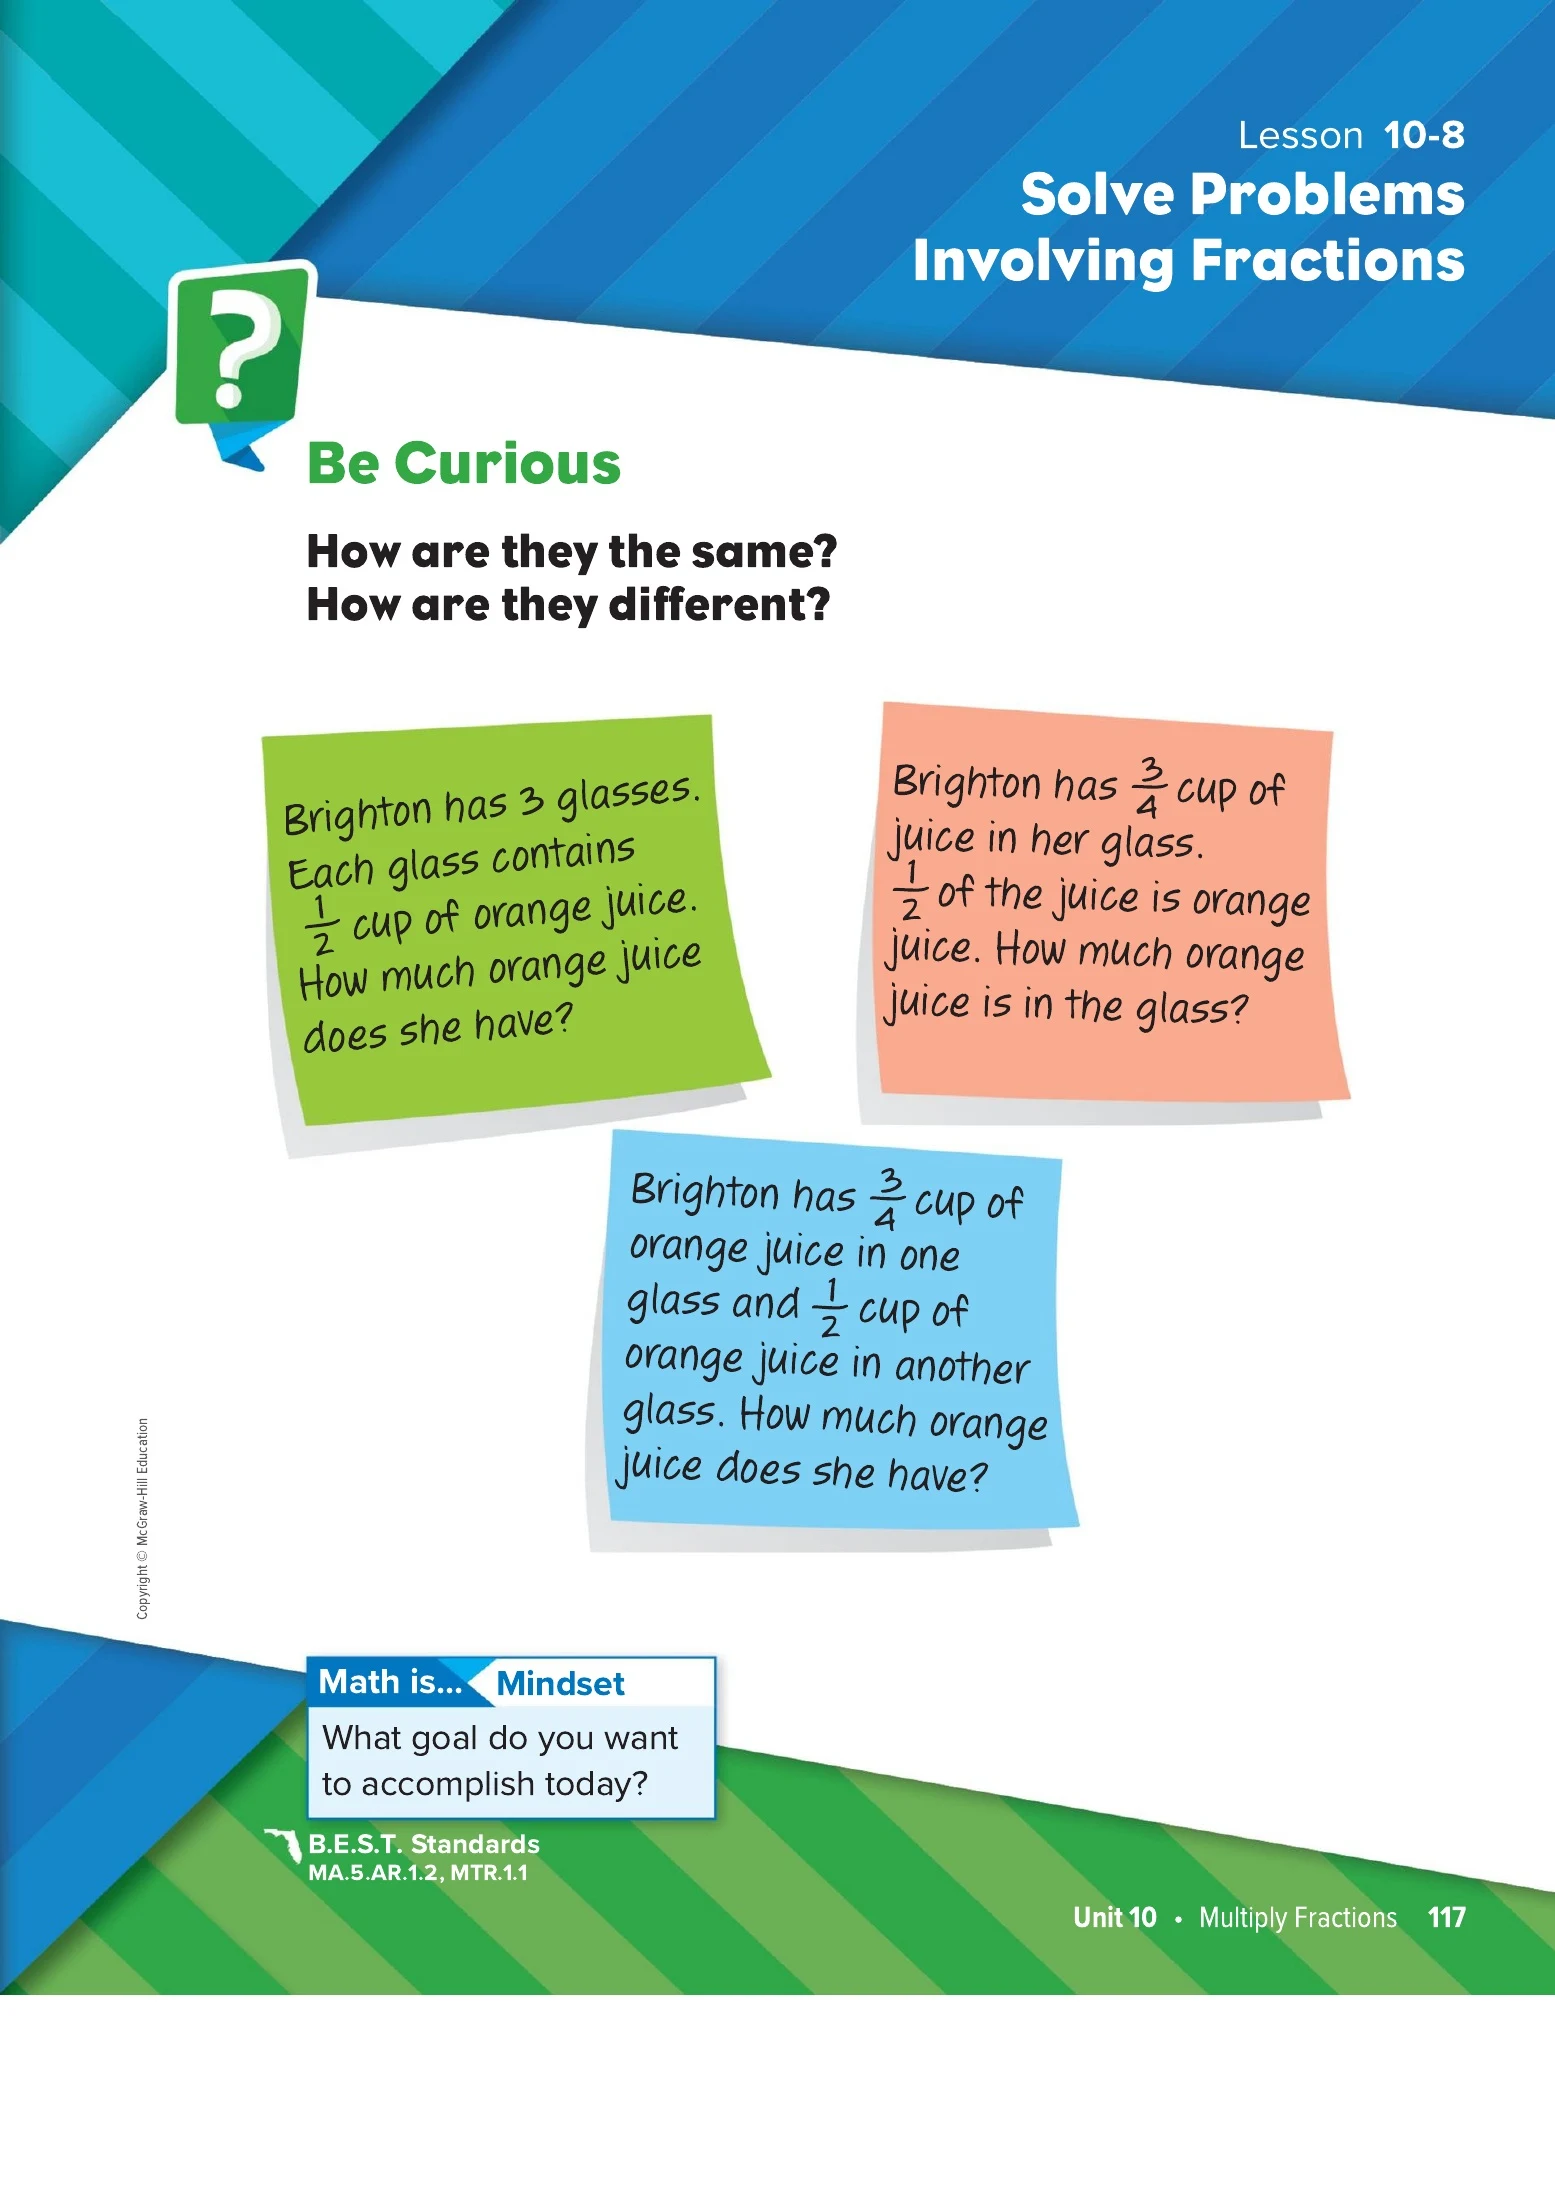 Lesson 10-8
Solve Problems
Involving Fractions
?
Be Curious
How are they the same?
How are they different?
Brighton has 3 glasses.
Each glass contains
1/2 cup of orange juice.
How much orange juice
does she have?
Brighton has 3/4 cup of
juice in her glass.
1/2 of the juice is orange
juice. How much orange
juice is in the glass?
Brighton has 3/4 cup of
orange juice in one
glass and 1/2 cup of
orange juice in another
glass. How much orange
juice does she have?
Copyright © McGraw-Hill Education
Math is... Mindset
What goal do you want
to accomplish today?
B.E.S.T. Standards
MA.5.AR.1.2, MTR.1.1
Unit 10 • Multiply Fractions 117